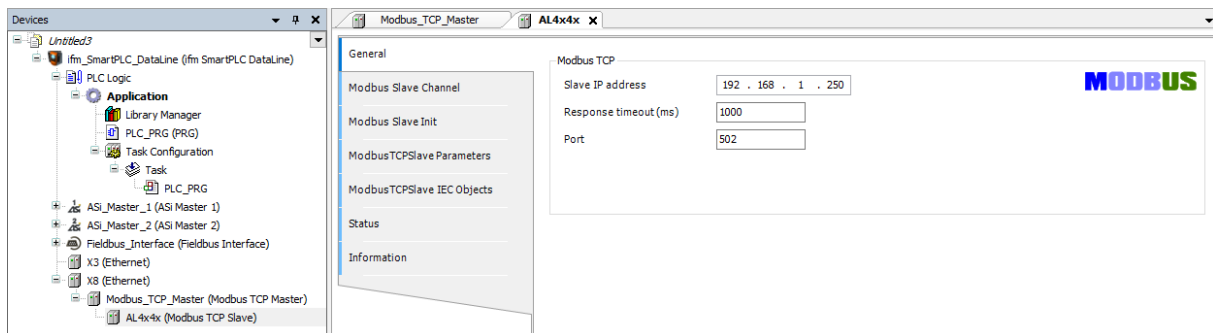 Devices
Untitled3
ifm_SmartPLC_DataLine (ifm SmartPLC DataLine)
PLC Logic
Application
Library Manager
PLC_PRG (PRG)
Task Configuration
Task
PLC_PRG
ASi_Master_1 (ASi Master 1)
ASi_Master_2 (ASi Master 2)
Fieldbus_Interface (Fieldbus Interface)
X3 (Ethernet)
X8 (Ethernet)
Modbus_TCP_Master (Modbus TCP Master)
AL4x4x (Modbus TCP Slave)
Modbus_TCP_Master
AL4x4x
General
Modbus Slave Channel
Modbus Slave Init
ModbusTCPSlave Parameters
ModbusTCPSlave IEC Objects
Status
Information
Modbus TCP
Slave IP address 192 . 168 . 1 . 250
Response timeout (ms) 1000
Port 502
MODBUS